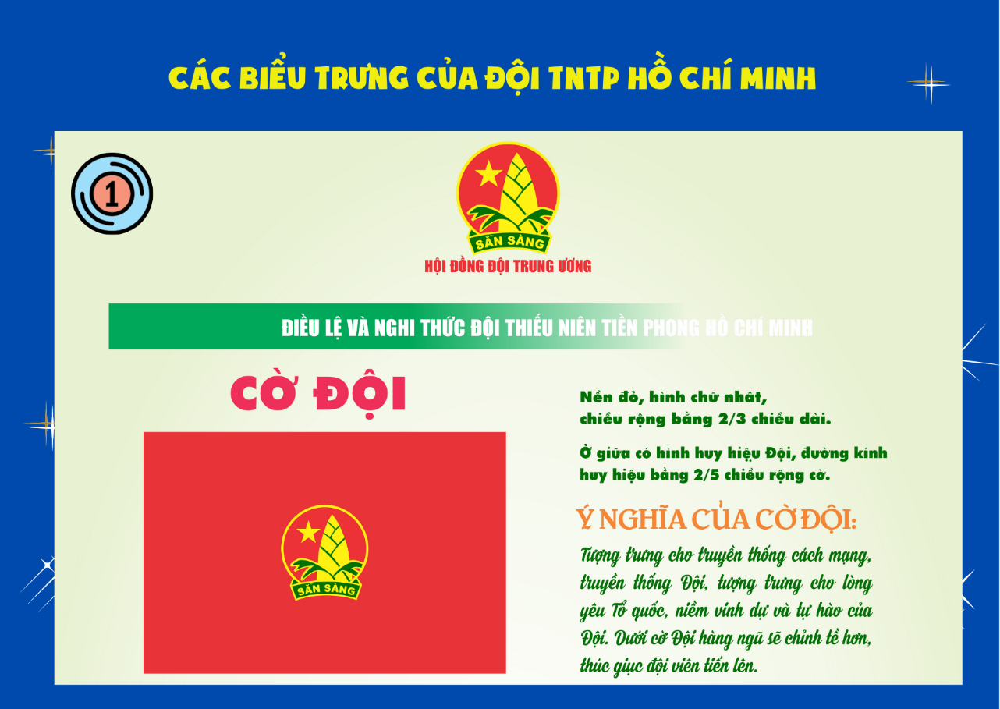 CÁC BIỂU TRƯNG CỦA ĐỘI TNTP HỒ CHÍ MINH
1
SẴN SÀNG
HỘI ĐỒNG ĐỘI TRUNG ƯƠNG
ĐIỀU LỆ VÀ NGHI THỨC ĐỘI THIẾU NIÊN TIỀN PHONG HỒ CHÍ MINH
CỜ ĐỘI
SẴN SÀNG
Nền đỏ, hình chữ nhât,
chiều rộng bằng 2/3 chiều dài.
Ở giữa có hình huy hiệụ Đội, đường kính
huy hiệu bằng 2/5 chiều rộng cờ.
Ý NGHĨA CỦA CỜ ĐỘI:
Tượng trưng cho truyền thống cách mạng,
truyền thống Đội, tượng trưng cho lòng
yêu Tổ quốc, niềm vinh dự và tự hào của
Đội. Dưới cờ Đội hàng ngũ sẽ chỉnh tề hơn,
thúc giục đội viên tiến lên.